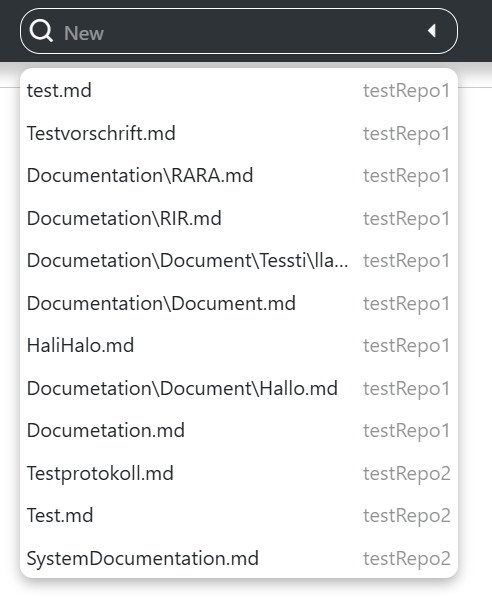 New
test.md testRepo1
Testvorschrift.md testRepo1
Documentation\RARA.md testRepo1
Documetation\RIR.md testRepo1
Documetation\Document\Tessti\lla... testRepo1
Documentation\Document.md testRepo1
HaliHalo.md testRepo1
Documetation\Document\Hallo.md testRepo1
Documetation.md testRepo1
Testprotokoll.md testRepo2
Test.md testRepo2
SystemDocumentation.md testRepo2